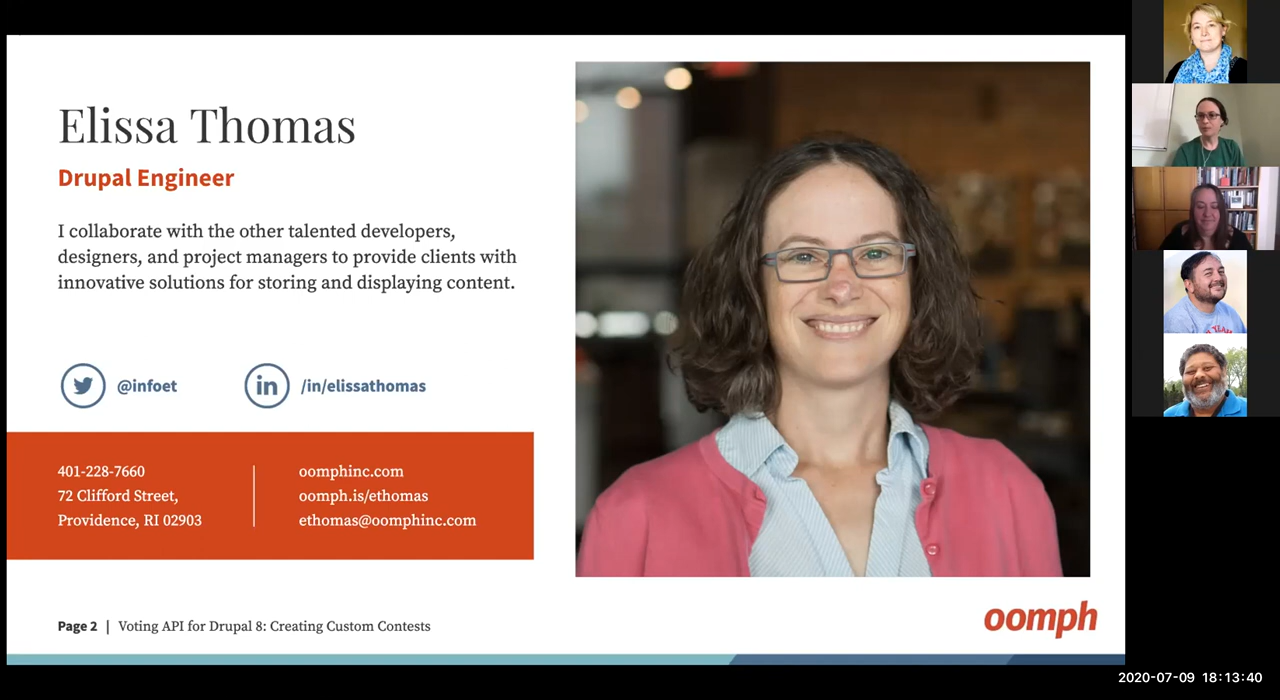 Elissa Thomas
Drupal Engineer
I collaborate with the other talented developers,
designers, and project managers to provide clients with
innovative solutions for storing and displaying content.
@infoet
in
/in/elissathomas
401-228-7660
72 Clifford Street,
Providence, RI 02903
oomphinc.com
oomph.is/ethomas
ethomas@oomphinc.com
Page 2 | Voting API for Drupal 8: Creating Custom Contests
oomph
2020-07-09 18:13:40